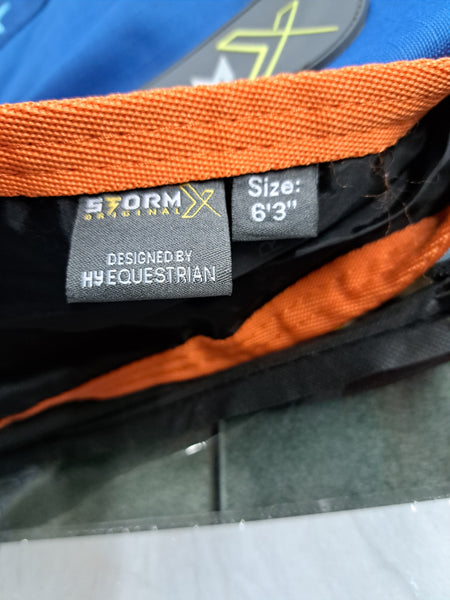 STORM X
ORIGINAL
DESIGNED BY
HY EQUESTRIAN
Size:
6'3"